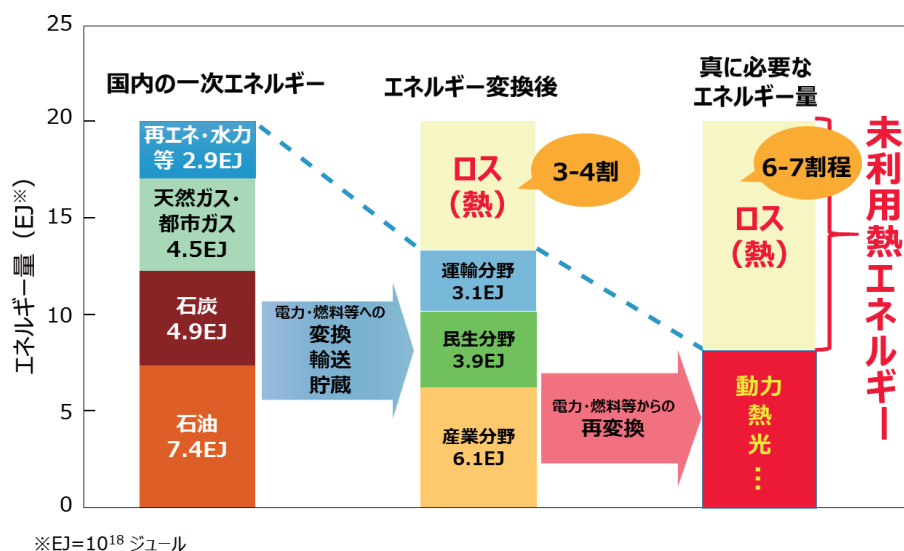 25
20
15
10
5
0
エネルギー量（EJ※）
国内の一次エネルギー
再エネ・水力
等 2.9EJ
天然ガス・
都市ガス
4.5EJ
石炭
4.9EJ
石油
7.4EJ
電力・燃料等への
変換
輸送
貯蔵
エネルギー変換後
ロス
(熱)
3-4割
運輸分野
3.1EJ
民生分野
3.9EJ
産業分野
6.1EJ
電力・燃料等からの
再変換
真に必要な
エネルギー量
6-7割程
ロス
(熱)
動力
熱
光
…
未利用熱エネルギー
※EJ=10¹⁸ ジュール